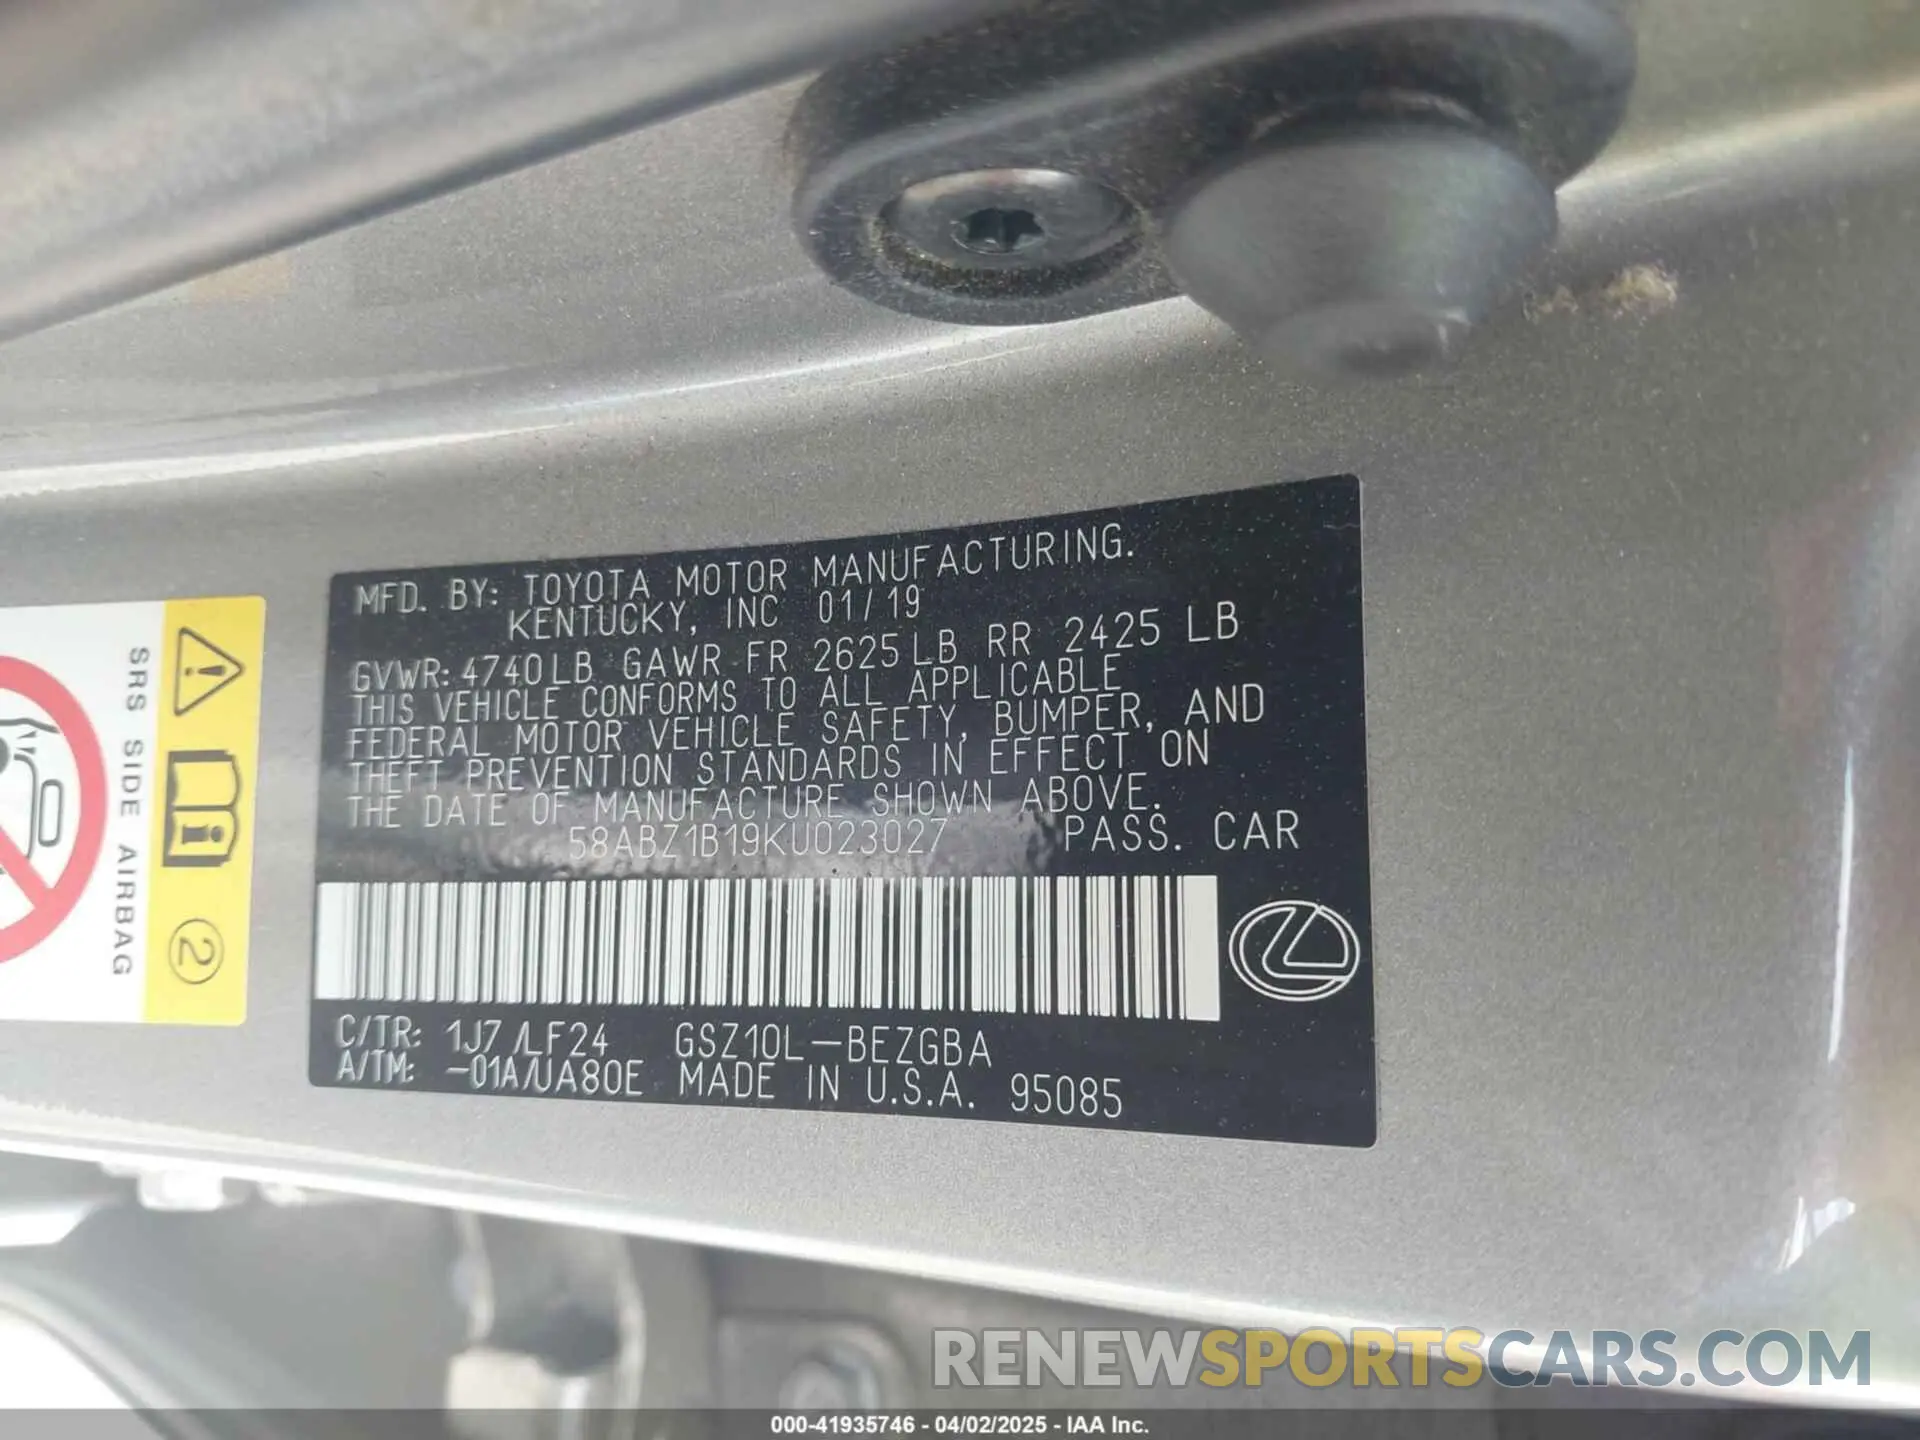 MFD. BY: TOYOTA MOTOR MANUFACTURING.
KENTUCKY, INC 01/19
GVWR: 4740LB GAWR FR 2625LB RR 2425 LB
THIS VEHICLE CONFORMS TO ALL APPLICABLE
FEDERAL MOTOR VEHICLE SAFETY, BUMPER, AND
THEFT PREVENTION STANDARDS IN EFFECT ON
THE DATE OF MANUFACTURE SHOWN ABOVE.
58ABZ1B19KU023027 PASS. CAR
C/TR: 1J7/LF24 GSZ10L-BEZGBA
A/TM: -01A/UA80E MADE IN U.S.A. 95085
SRS SIDE AIRBAG
2
RENEWSPORTSCARS.COM
000-41935746 - 04/02/2025 - IAA Inc.